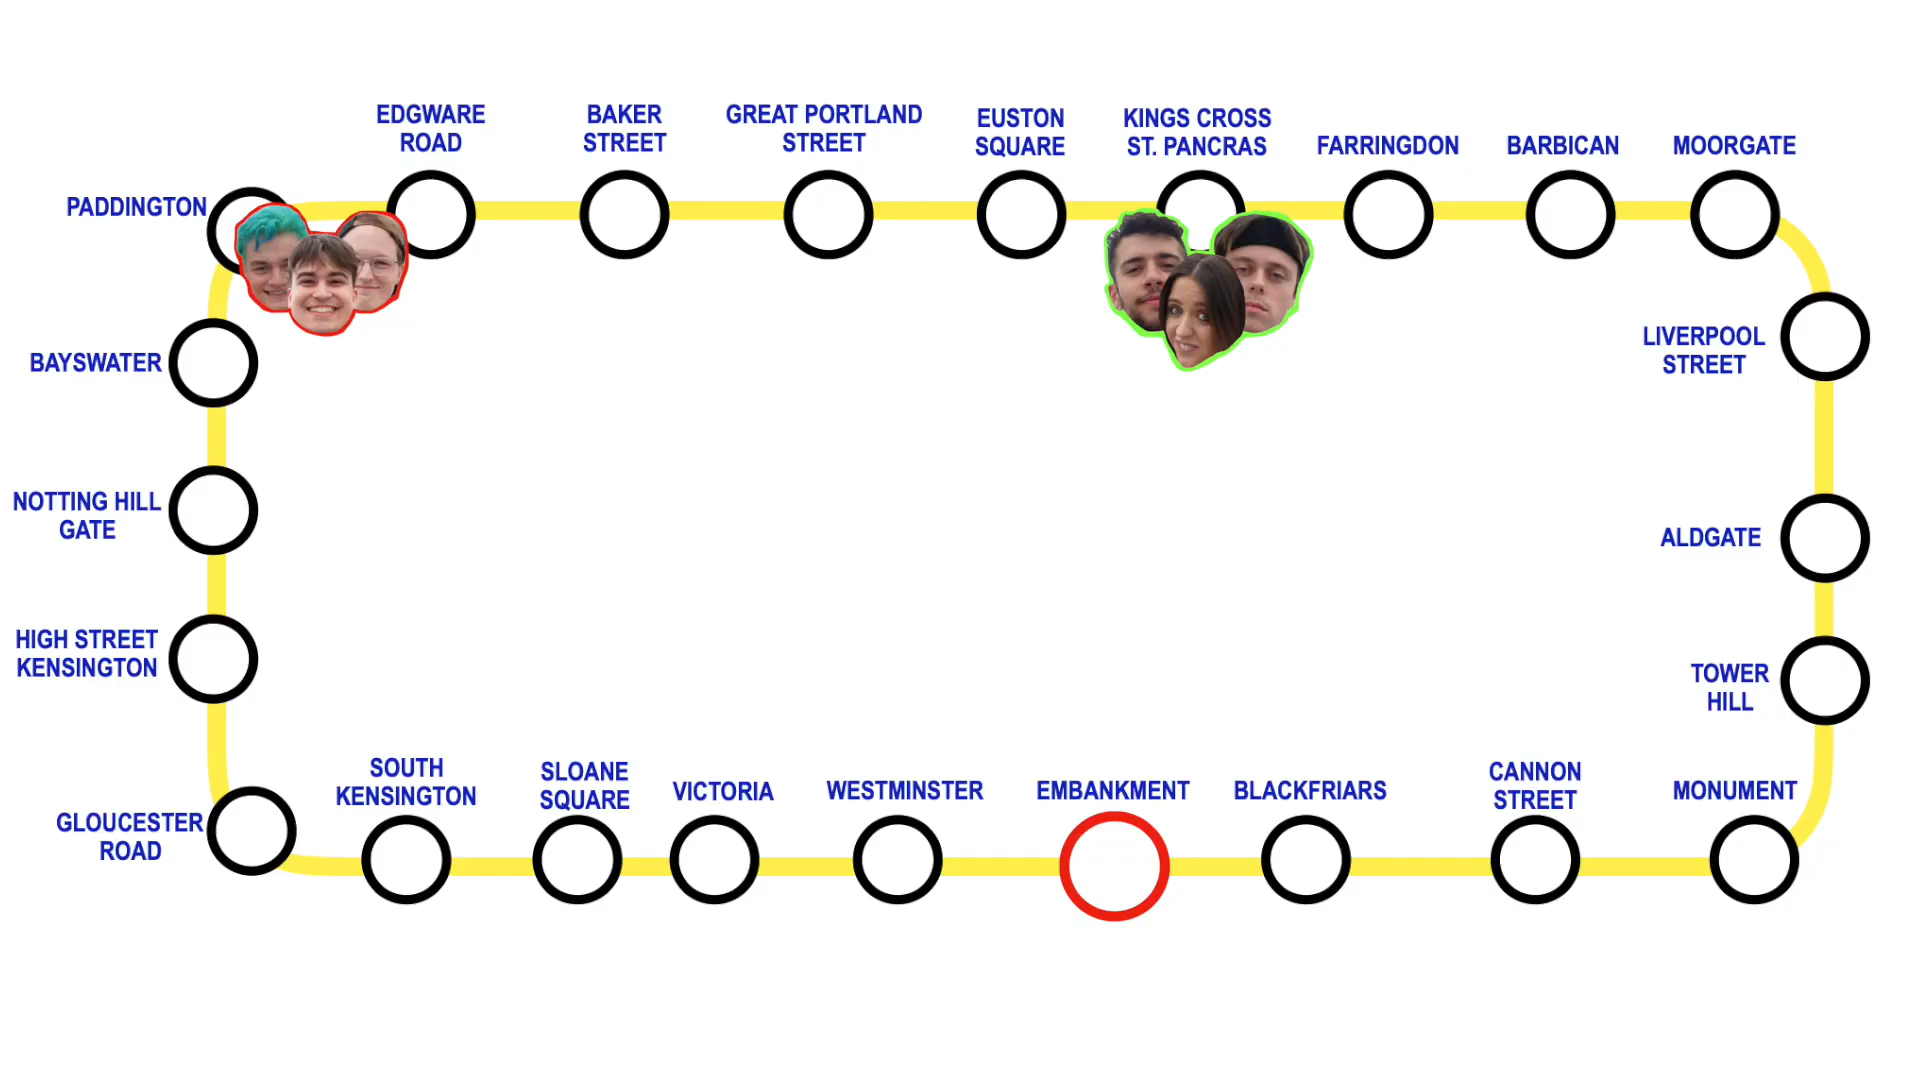 EDGWARE
ROAD
BAKER
STREET
GREAT PORTLAND
STREET
EUSTON
SQUARE
KINGS CROSS
ST. PANCRAS
FARRINGDON
BARBICAN
MOORGATE
PADDINGTON
LIVERPOOL
STREET
BAYSWATER
NOTTING HILL
GATE
ALDGATE
HIGH STREET
KENSINGTON
TOWER
HILL
GLOUCESTER
ROAD
SOUTH
KENSINGTON
SLOANE
SQUARE
VICTORIA
WESTMINSTER
EMBANKMENT
BLACKFRIARS
CANNON
STREET
MONUMENT